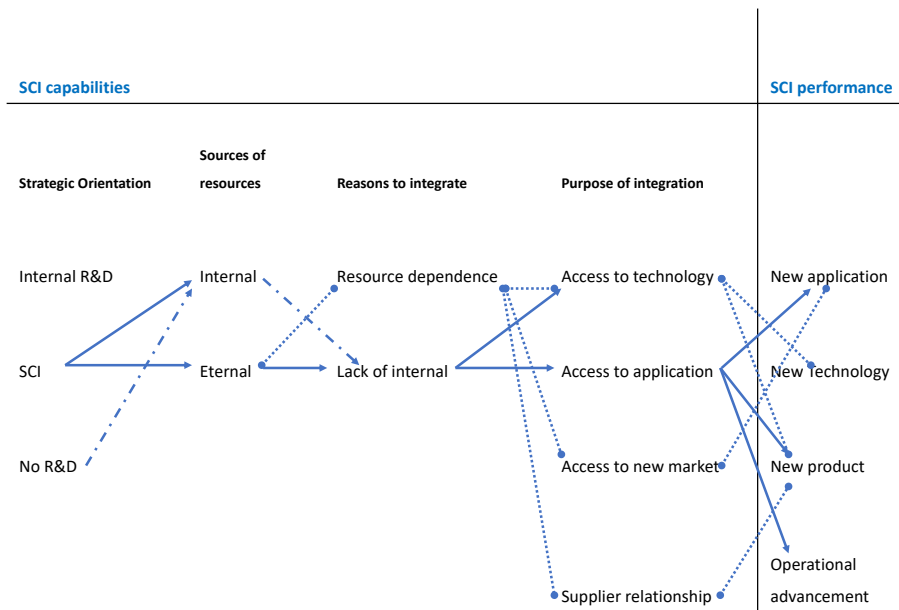 SCI capabilities SCI performance
Sources of
Strategic Orientation resources Reasons to integrate Purpose of integration
Internal R&D Internal Resource dependence Access to technology New application
SCI Eternal Lack of internal Access to application New Technology
No R&D Access to new market New product
Operational
Supplier relationship advancement